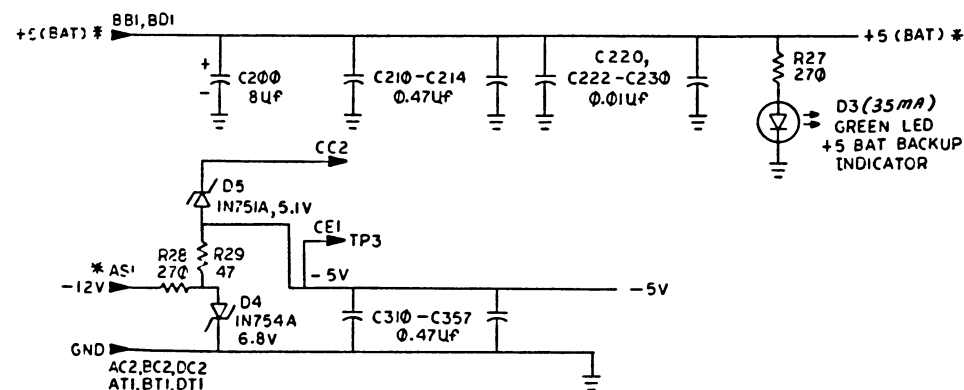 BB1,BD1
+5(BAT) *
+5 (BAT) *
C200
8Uf
C210-C214
0.47Uf
C220,
C222-C230
0.01Uf
R27
270
D3(35mA)
GREEN LED
+5 BAT BACKUP
INDICATOR
CC2
D5
1N751A, 5.1V
CE1
TP3
R28
270
R29
47
* AS1
-12V
-5V
-5V
D4
1N754A
6.8V
C310-C357
0.47Uf
GND
AC2,BC2,DC2
AT1,BT1,DT1
+
-